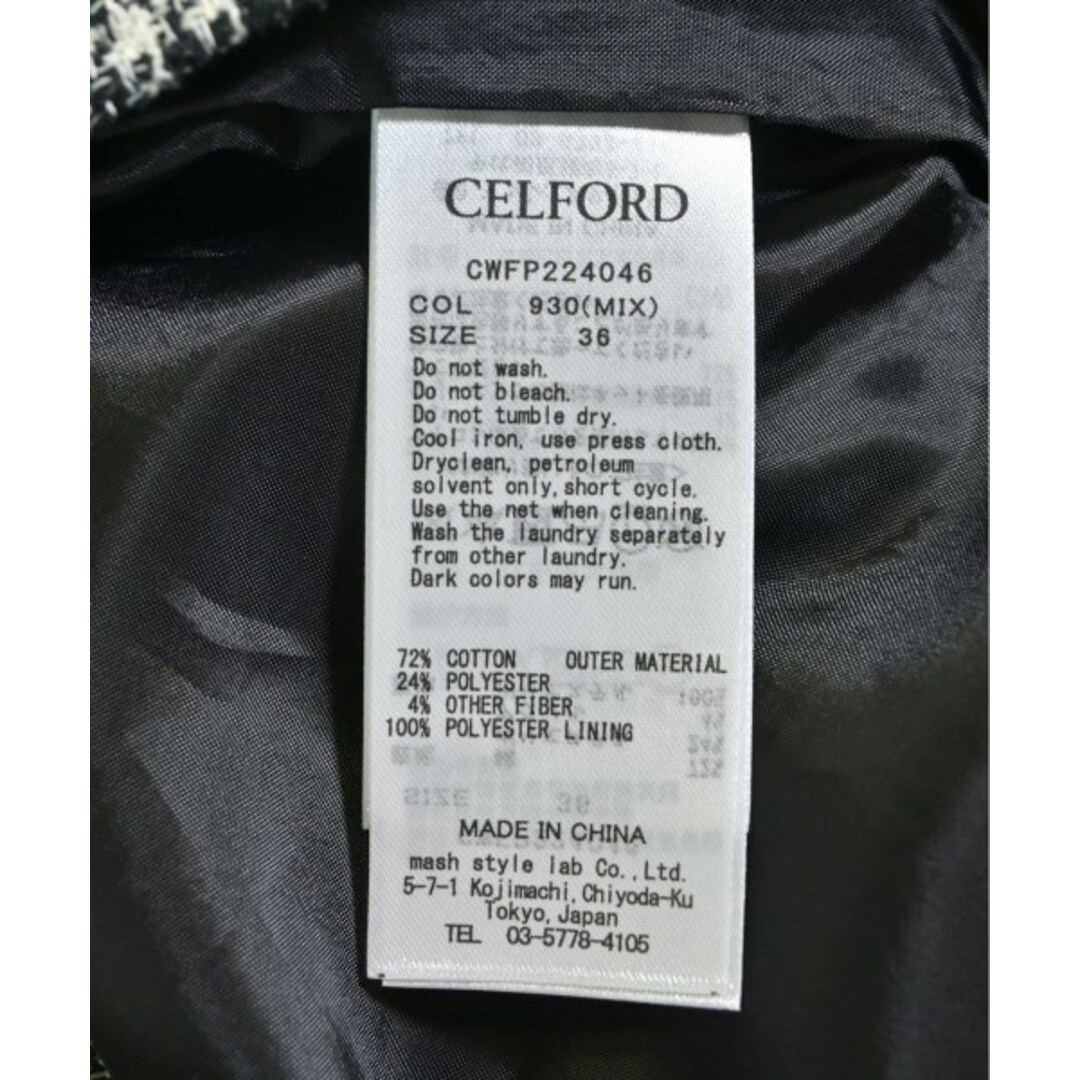 CELFORD
CWFP224046
COL 930(MIX)
SIZE 36
Do not wash.
Do not bleach.
Do not tumble dry.
Cool iron, use press cloth.
Dryclean, petroleum
solvent only,short cycle.
Use the net when cleaning.
Wash the laundry separately
from other laundry.
Dark colors may run.
72% COTTON OUTER MATERIAL
24% POLYESTER
4% OTHER FIBER
100% POLYESTER LINING
MADE IN CHINA
mash style lab Co.,Ltd.
5-7-1 Kojimachi,Chiyoda-Ku
Tokyo,Japan
TEL 03-5778-4105